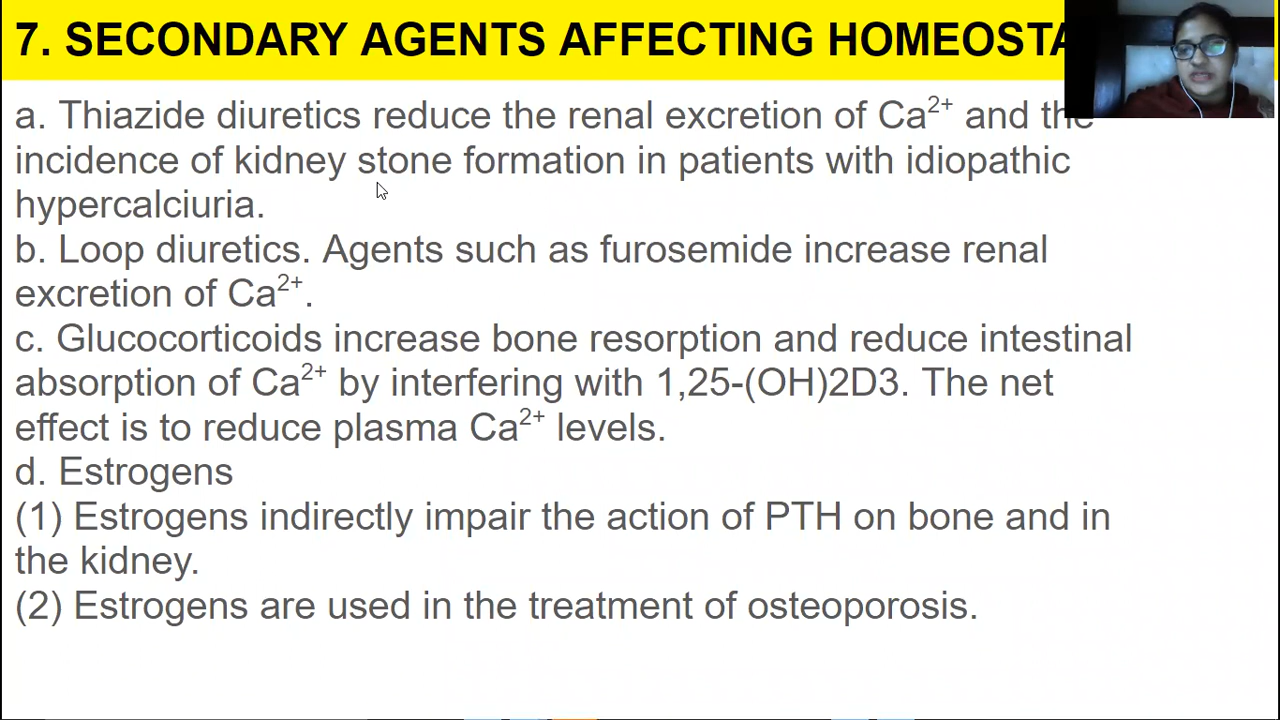 7. SECONDARY AGENTS AFFECTING
a. Thiazide diuretics reduce the renal excretion of Ca²⁺ and the
incidence of kidney stone formation in patients with idiopathic
hypercalciuria.
b. Loop diuretics. Agents such as furosemide increase renal
excretion of Ca²⁺.
c. Glucocorticoids increase bone resorption and reduce intestinal
absorption of Ca²⁺ by interfering with 1,25-(OH)2D3. The net
effect is to reduce plasma Ca²⁺ levels.
d. Estrogens
(1) Estrogens indirectly impair the action of PTH on bone and in
the kidney.
(2) Estrogens are used in the treatment of osteoporosis.